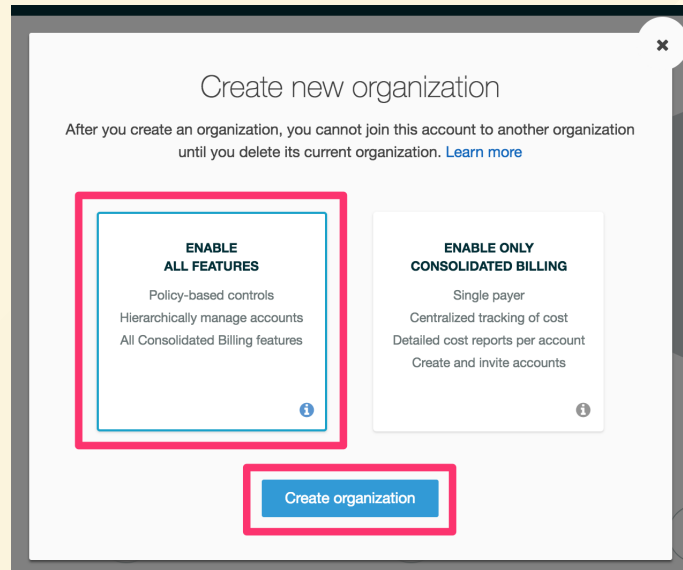 Create new organization
After you create an organization, you cannot join this account to another organization
until you delete its current organization. Learn more
ENABLE
ALL FEATURES
Policy-based controls
Hierarchically manage accounts
All Consolidated Billing features
ENABLE ONLY
CONSOLIDATED BILLING
Single payer
Centralized tracking of cost
Detailed cost reports per account
Create and invite accounts
Create organization